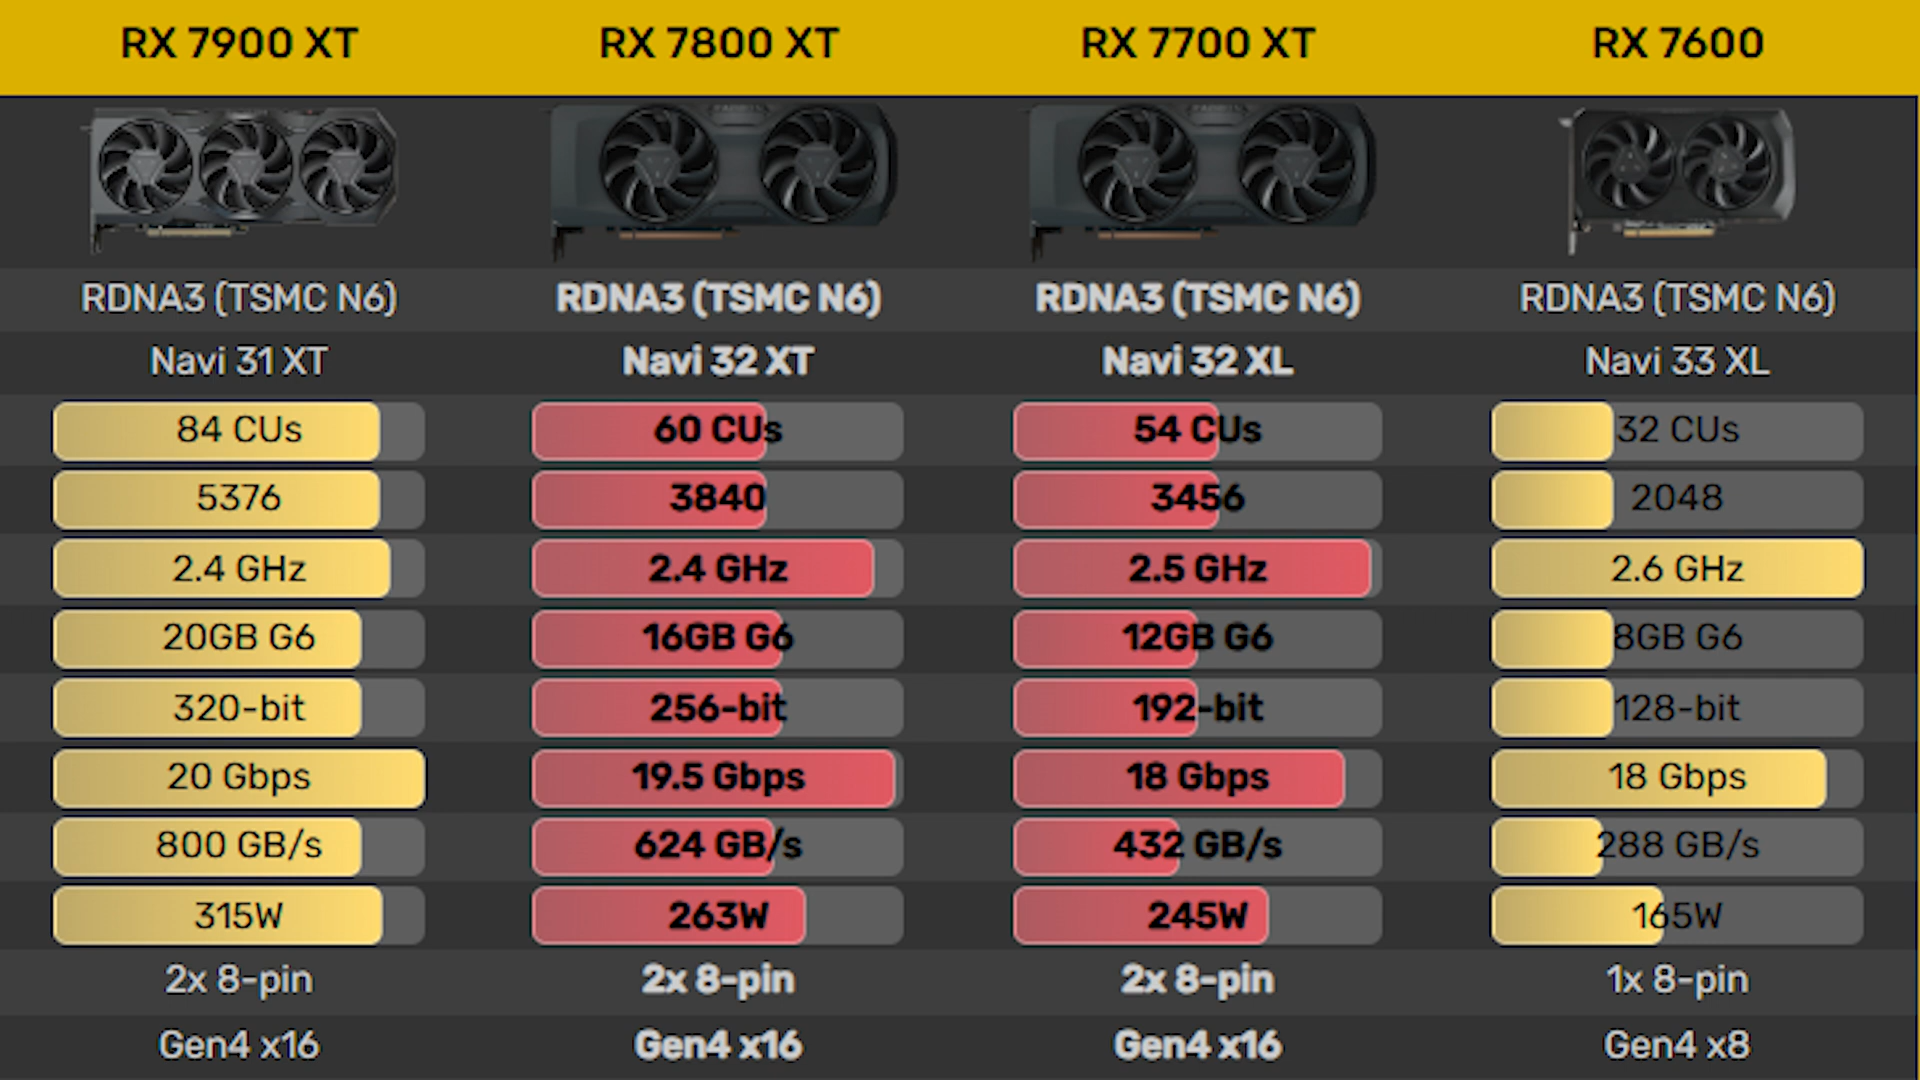 RX 7900 XT RX 7800 XT RX 7700 XT RX 7600
RDNA3 (TSMC N6) RDNA3 (TSMC N6) RDNA3 (TSMC N6) RDNA3 (TSMC N6)
Navi 31 XT Navi 32 XT Navi 32 XL Navi 33 XL
84 CUs 60 CUs 54 CUs 32 CUs
5376 3840 3456 2048
2.4 GHz 2.4 GHz 2.5 GHz 2.6 GHz
20GB G6 16GB G6 12GB G6 8GB G6
320-bit 256-bit 192-bit 128-bit
20 Gbps 19.5 Gbps 18 Gbps 18 Gbps
800 GB/s 624 GB/s 432 GB/s 288 GB/s
315W 263W 245W 165W
2x 8-pin 2x 8-pin 2x 8-pin 1x 8-pin
Gen4 x16 Gen4 x16 Gen4 x16 Gen4 x8